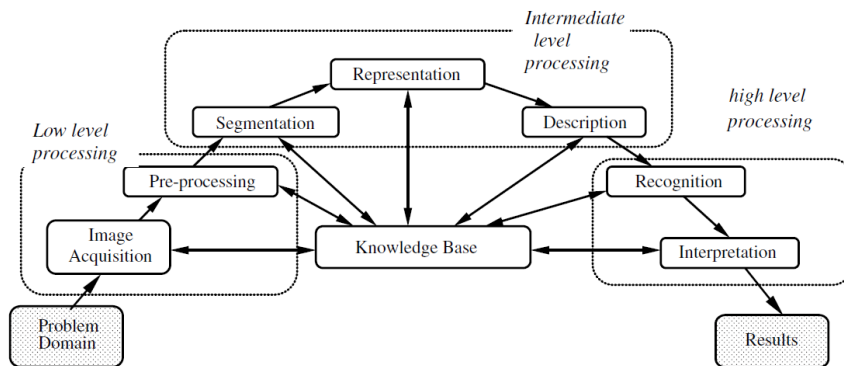 Intermediate
level
processing
Representation
high level
processing
Segmentation
Description
Low level
processing
Pre-processing
Recognition
Image
Acquisition
Knowledge Base
Interpretation
Problem
Domain
Results